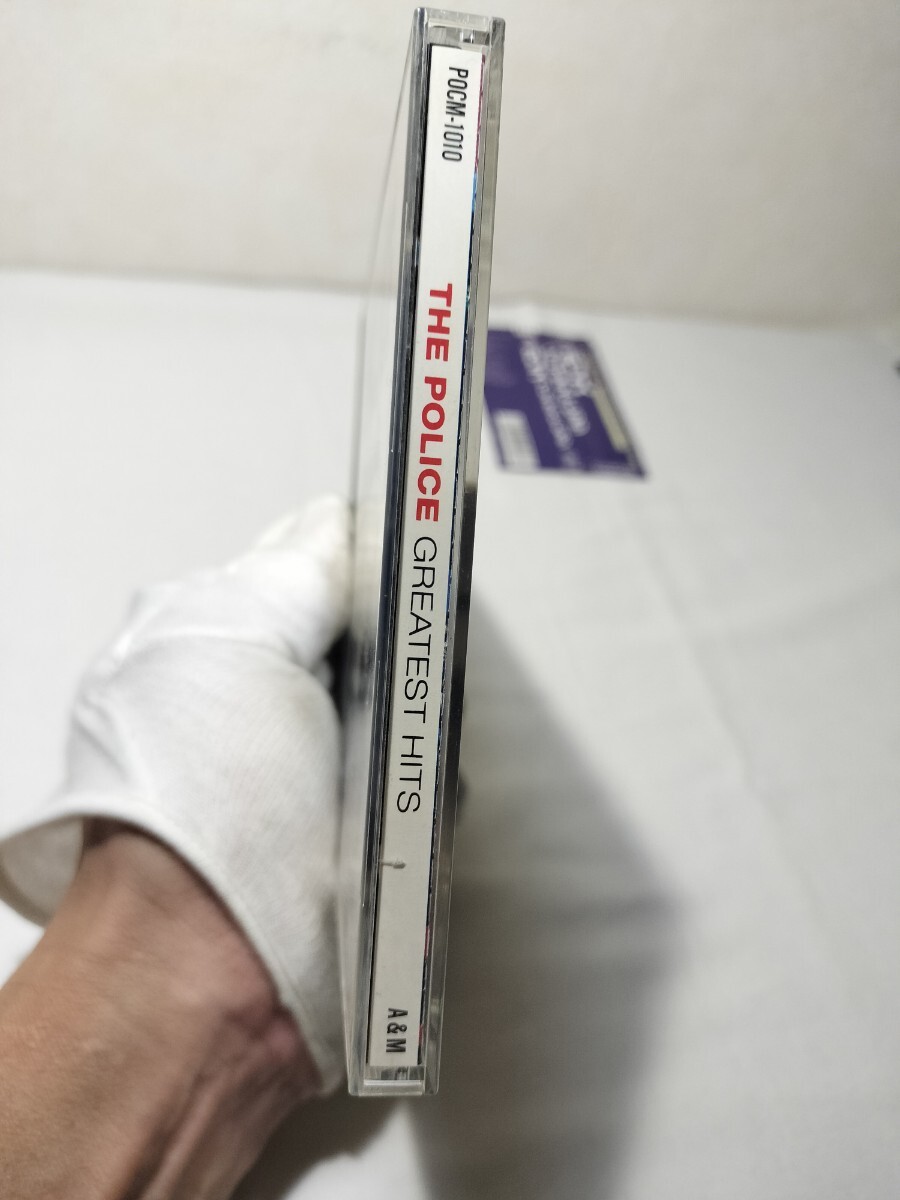 POCM-1010
THE POLICE GREATEST HITS
A&M